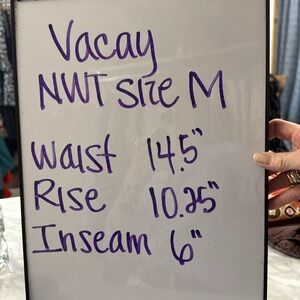 Vacay
NWT size M
Waist 14.5"
Rise 10.25"
Inseam 6"